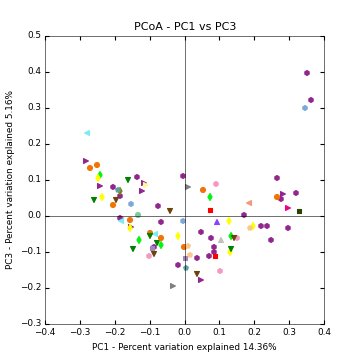 PCoA - PC1 vs PC3
0.5
0.4
0.3
0.2
0.1
0.0
−0.1
−0.2
−0.3
PC3 - Percent variation explained 5.16%
−0.4 −0.3 −0.2 −0.1 0.0 0.1 0.2 0.3 0.4
PC1 - Percent variation explained 14.36%